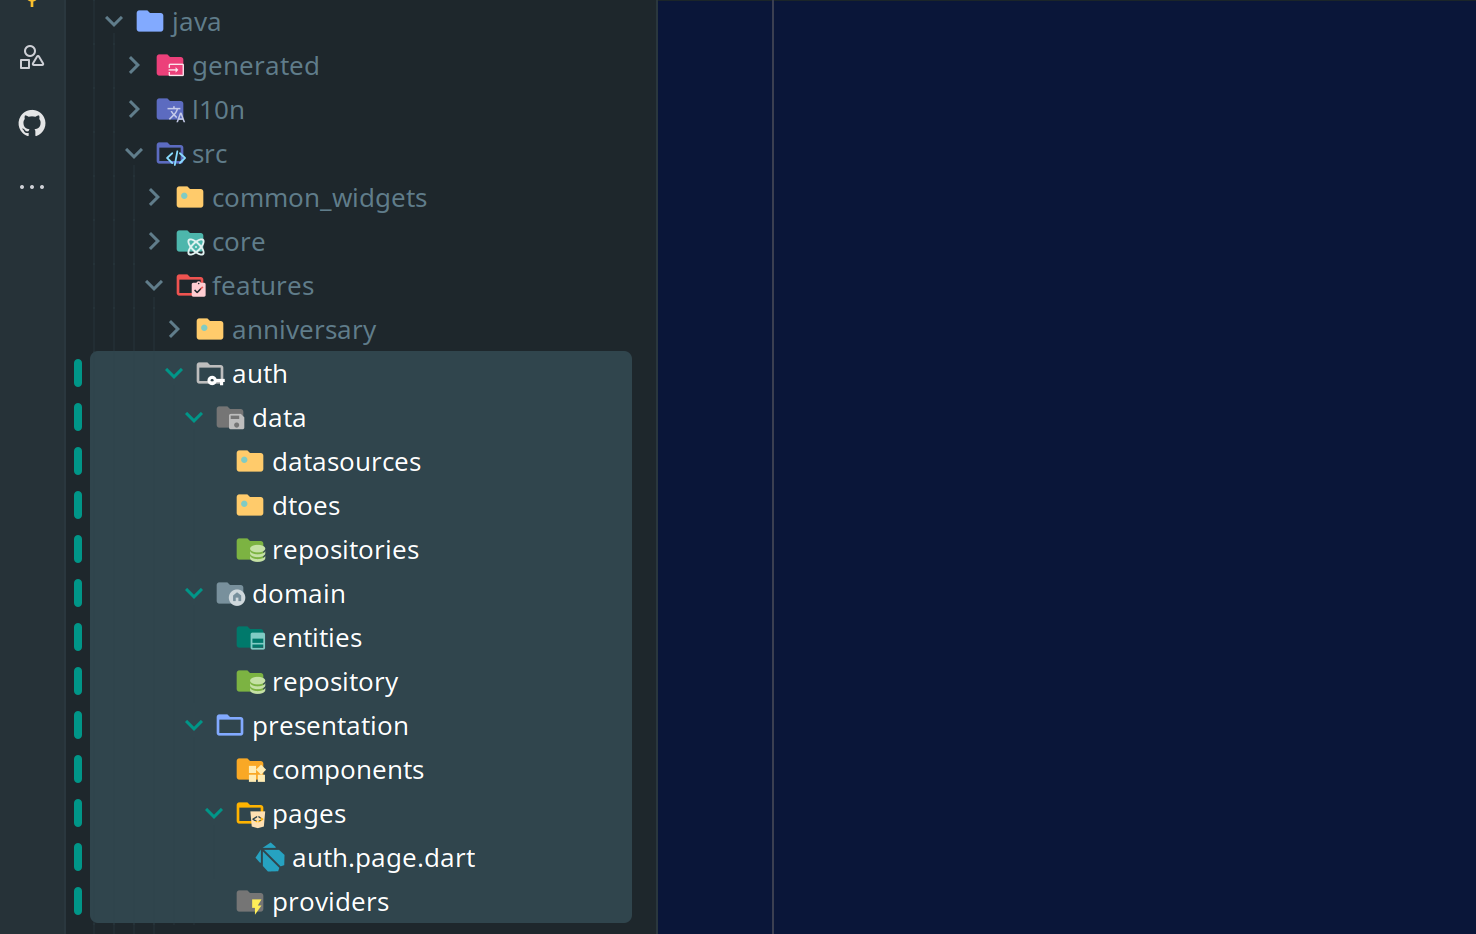 java
generated
l10n
src
common_widgets
core
features
anniversary
auth
data
datasources
dtoes
repositories
domain
entities
repository
presentation
components
pages
auth.page.dart
providers